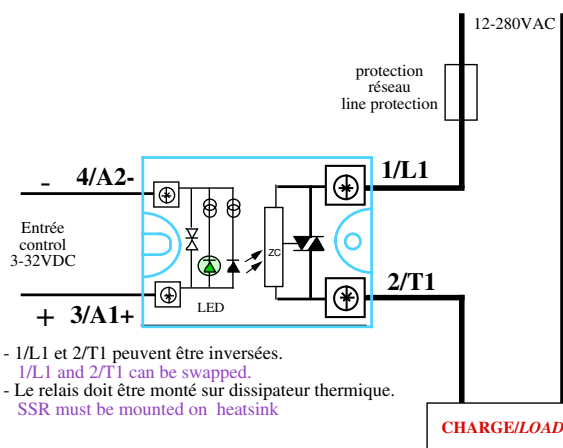 12-280VAC
protection
réseau
line protection
1/L1
- 4/A2-
Entrée
control
3-32VDC
ZC
2/T1
LED
+ 3/A1+
- 1/L1 et 2/T1 peuvent être inversées.
1/L1 and 2/T1 can be swapped.
- Le relais doit être monté sur dissipateur thermique.
SSR must be mounted on heatsink
CHARGE/LOAD